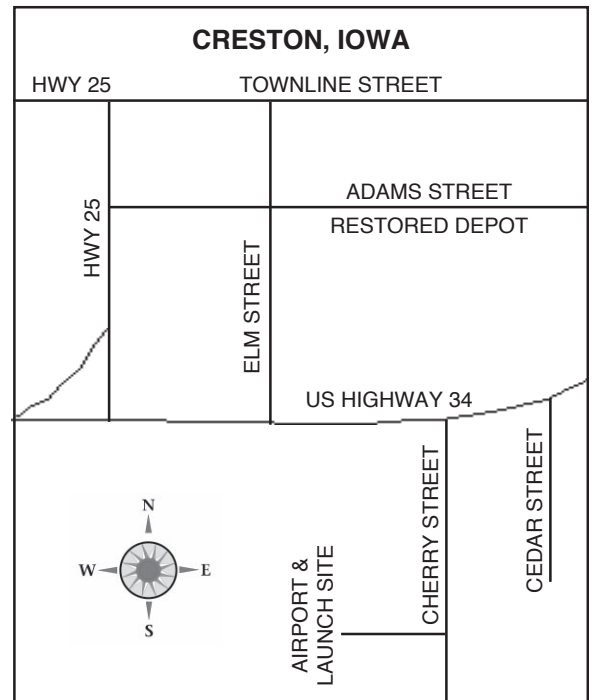 CRESTON, IOWA
HWY 25
TOWNLINE STREET
ADAMS STREET
RESTORED DEPOT
HWY 25
ELM STREET
US HIGHWAY 34
CHERRY STREET
CEDAR STREET
N
W
E
S
AIRPORT &
LAUNCH SITE